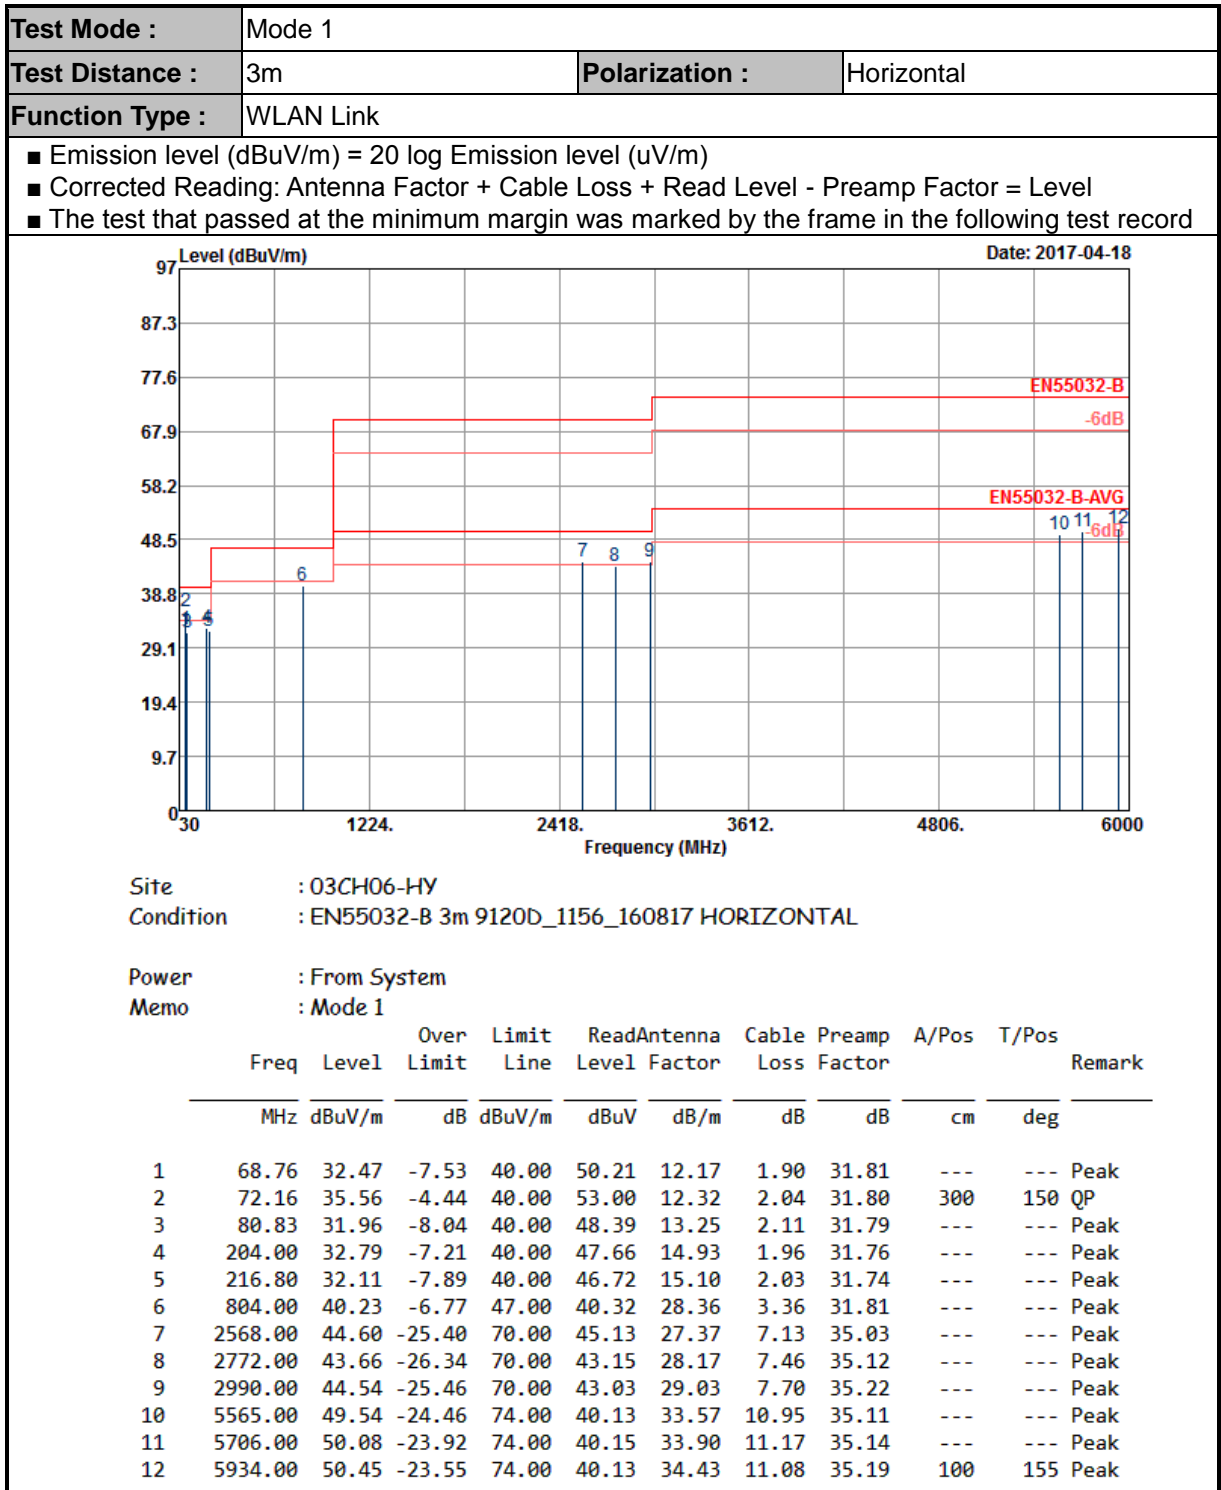 Test Mode : Mode 1
Test Distance : 3m Polarization : Horizontal
Function Type : WLAN Link
■ Emission level (dBuV/m) = 20 log Emission level (uV/m)
■ Corrected Reading: Antenna Factor + Cable Loss + Read Level - Preamp Factor = Level
■ The test that passed at the minimum margin was marked by the frame in the following test record
97 Level (dBuV/m) Date: 2017-04-18
87.3
77.6
EN55032-B
-6dB
67.9
58.2
EN55032-B-AVG
10 11 12
-6dB
48.5
7 8 9
6
38.8
2
1 3 4 5
29.1
19.4
9.7
0
30 1224. 2418. 3612. 4806. 6000
Frequency (MHz)
Site : 03CH06-HY
Condition : EN55032-B 3m 9120D_1156_160817 HORIZONTAL
Power : From System
Memo : Mode 1
Over Limit ReadAntenna Cable Preamp A/Pos T/Pos
Freq Level Limit Line Level Factor Loss Factor Remark
MHz dBuV/m dB dBuV/m dBuV dB/m dB dB cm deg
1 68.76 32.47 -7.53 40.00 50.21 12.17 1.90 31.81 --- --- Peak
2 72.16 35.56 -4.44 40.00 53.00 12.32 2.04 31.80 300 150 QP
3 80.83 31.96 -8.04 40.00 48.39 13.25 2.11 31.79 --- --- Peak
4 204.00 32.79 -7.21 40.00 47.66 14.93 1.96 31.76 --- --- Peak
5 216.80 32.11 -7.89 40.00 46.72 15.10 2.03 31.74 --- --- Peak
6 804.00 40.23 -6.77 47.00 40.32 28.36 3.36 31.81 --- --- Peak
7 2568.00 44.60 -25.40 70.00 45.13 27.37 7.13 35.03 --- --- Peak
8 2772.00 43.66 -26.34 70.00 43.15 28.17 7.46 35.12 --- --- Peak
9 2990.00 44.54 -25.46 70.00 43.03 29.03 7.70 35.22 --- --- Peak
10 5565.00 49.54 -24.46 74.00 40.13 33.57 10.95 35.11 --- --- Peak
11 5706.00 50.08 -23.92 74.00 40.15 33.90 11.17 35.14 --- --- Peak
12 5934.00 50.45 -23.55 74.00 40.13 34.43 11.08 35.19 100 155 Peak